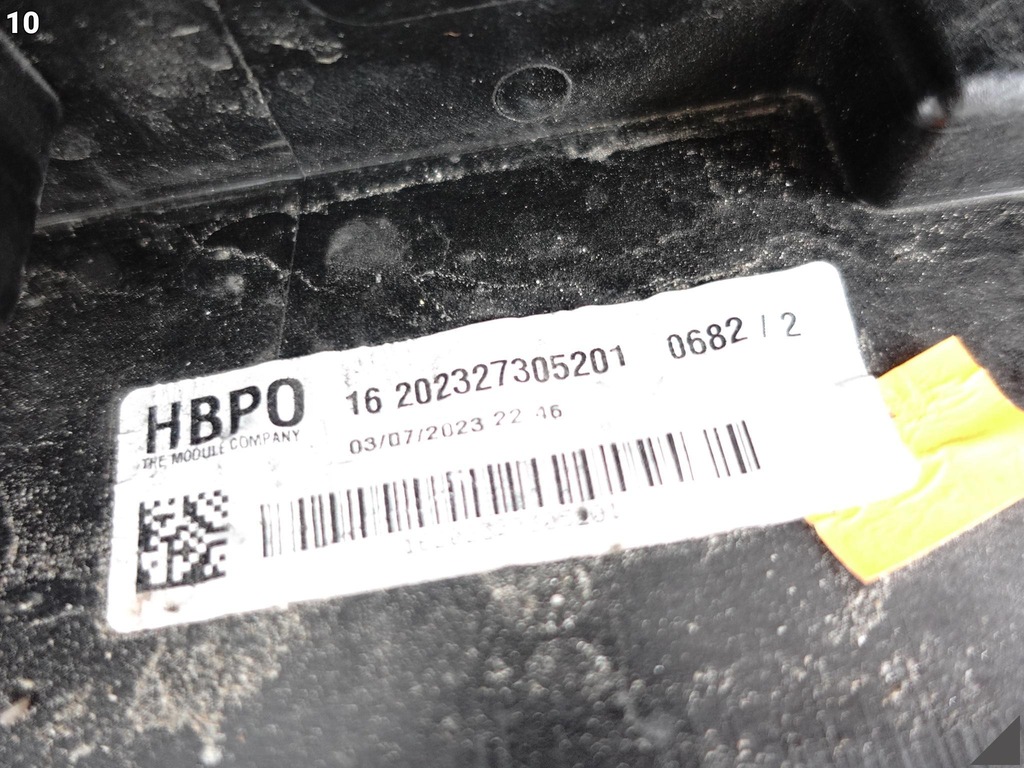 10
HBPO
THE MODULE COMPANY
16 202327305201 0682 / 2
03/07/2023 22 46